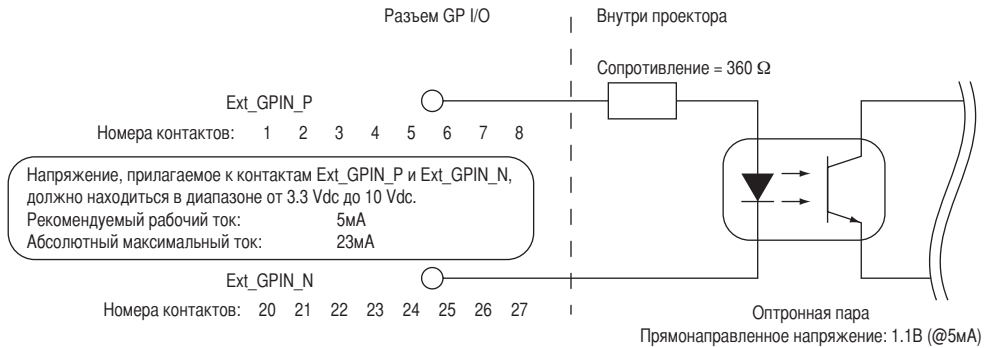 Разъем GP I/O
Внутри проектора
Сопротивление = 360 Ω
Ext_GPIN_P
Номера контактов: 1 2 3 4 5 6 7 8
Напряжение, прилагаемое к контактам Ext_GPIN_P и Ext_GPIN_N,
должно находиться в диапазоне от 3.3 Vdc до 10 Vdc.
Рекомендуемый рабочий ток: 5мА
Абсолютный максимальный ток: 23мА
Ext_GPIN_N
Номера контактов: 20 21 22 23 24 25 26 27
Оптронная пара
Прямонаправленное напряжение: 1.1В (@5мА)